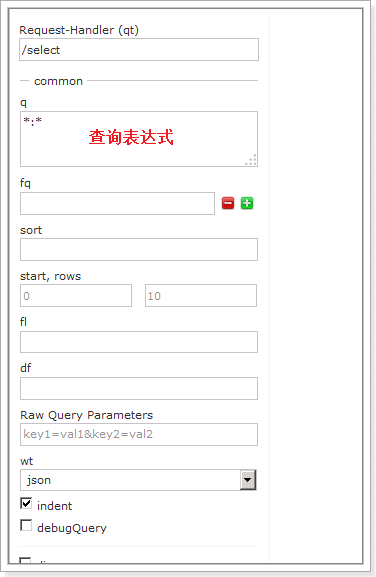 Request-Handler (qt)
/select
common
q
*:*
查询表达式
fq
sort
start, rows
0 10
fl
df
Raw Query Parameters
key1=val1&key2=val2
wt
json
indent
debugQuery